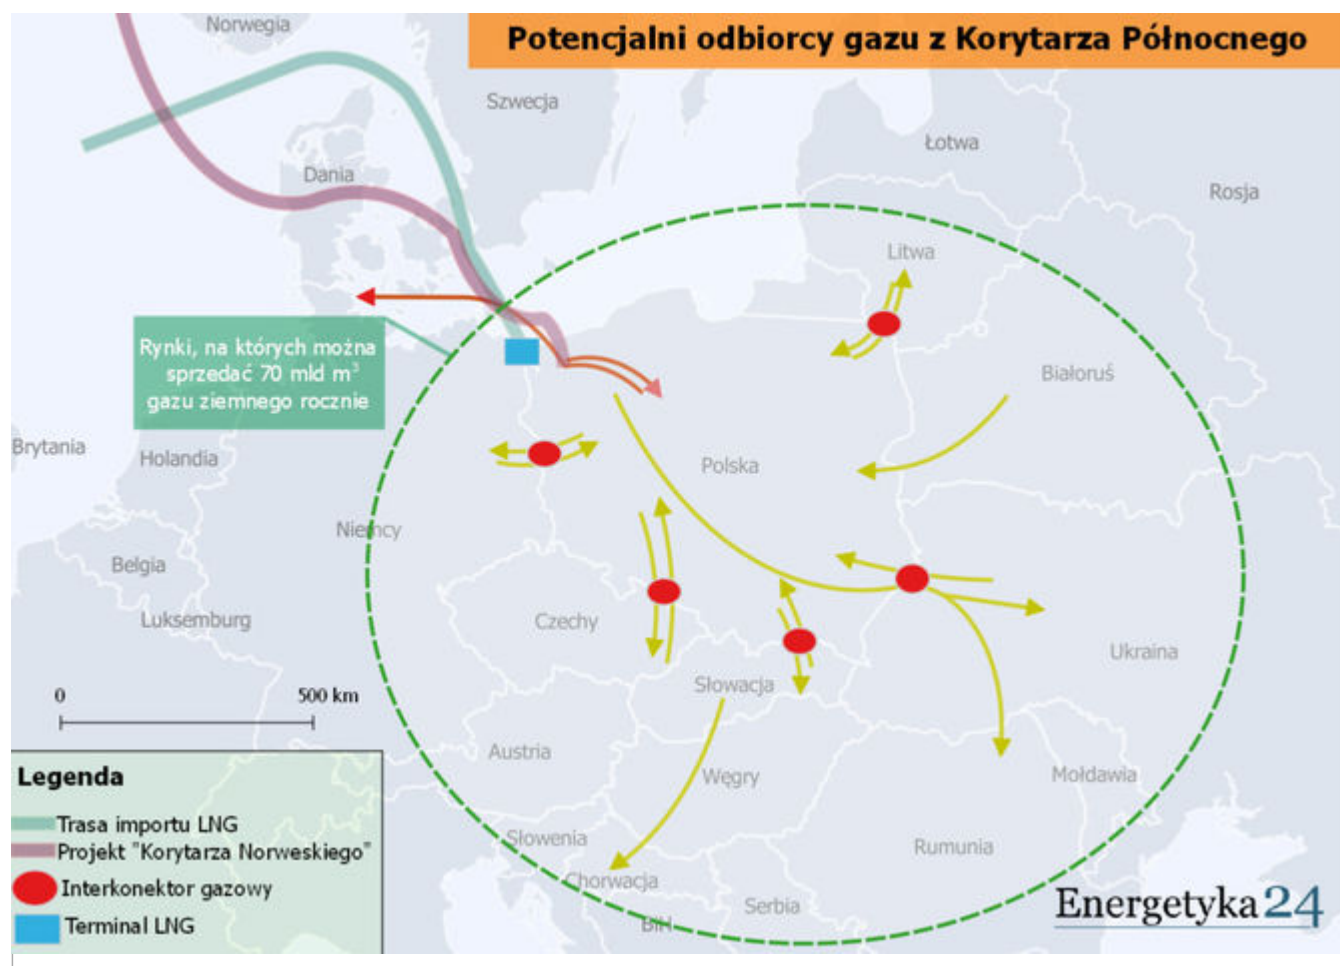 Norwegia
Potencjalni odbiorcy gazu z Korytarza Północnego
Szwecja
Łotwa
Dania
Rosja
Litwa
Rynki, na których można
sprzedać 70 mld m³
gazu ziemnego rocznie
Białoruś
Brytania
Holandia
Polska
Niemcy
Belgia
Luksemburg
Czechy
Ukraina
Słowacja
0 500 km
Austria
Węgry
Mołdawia
Legenda
Trasa importu LNG
Projekt "Korytarza Norweskiego"
Interkonektor gazowy
Terminal LNG
Słowenia
Rumunia
Chorwacja
Serbia
BiH
Energetyka24